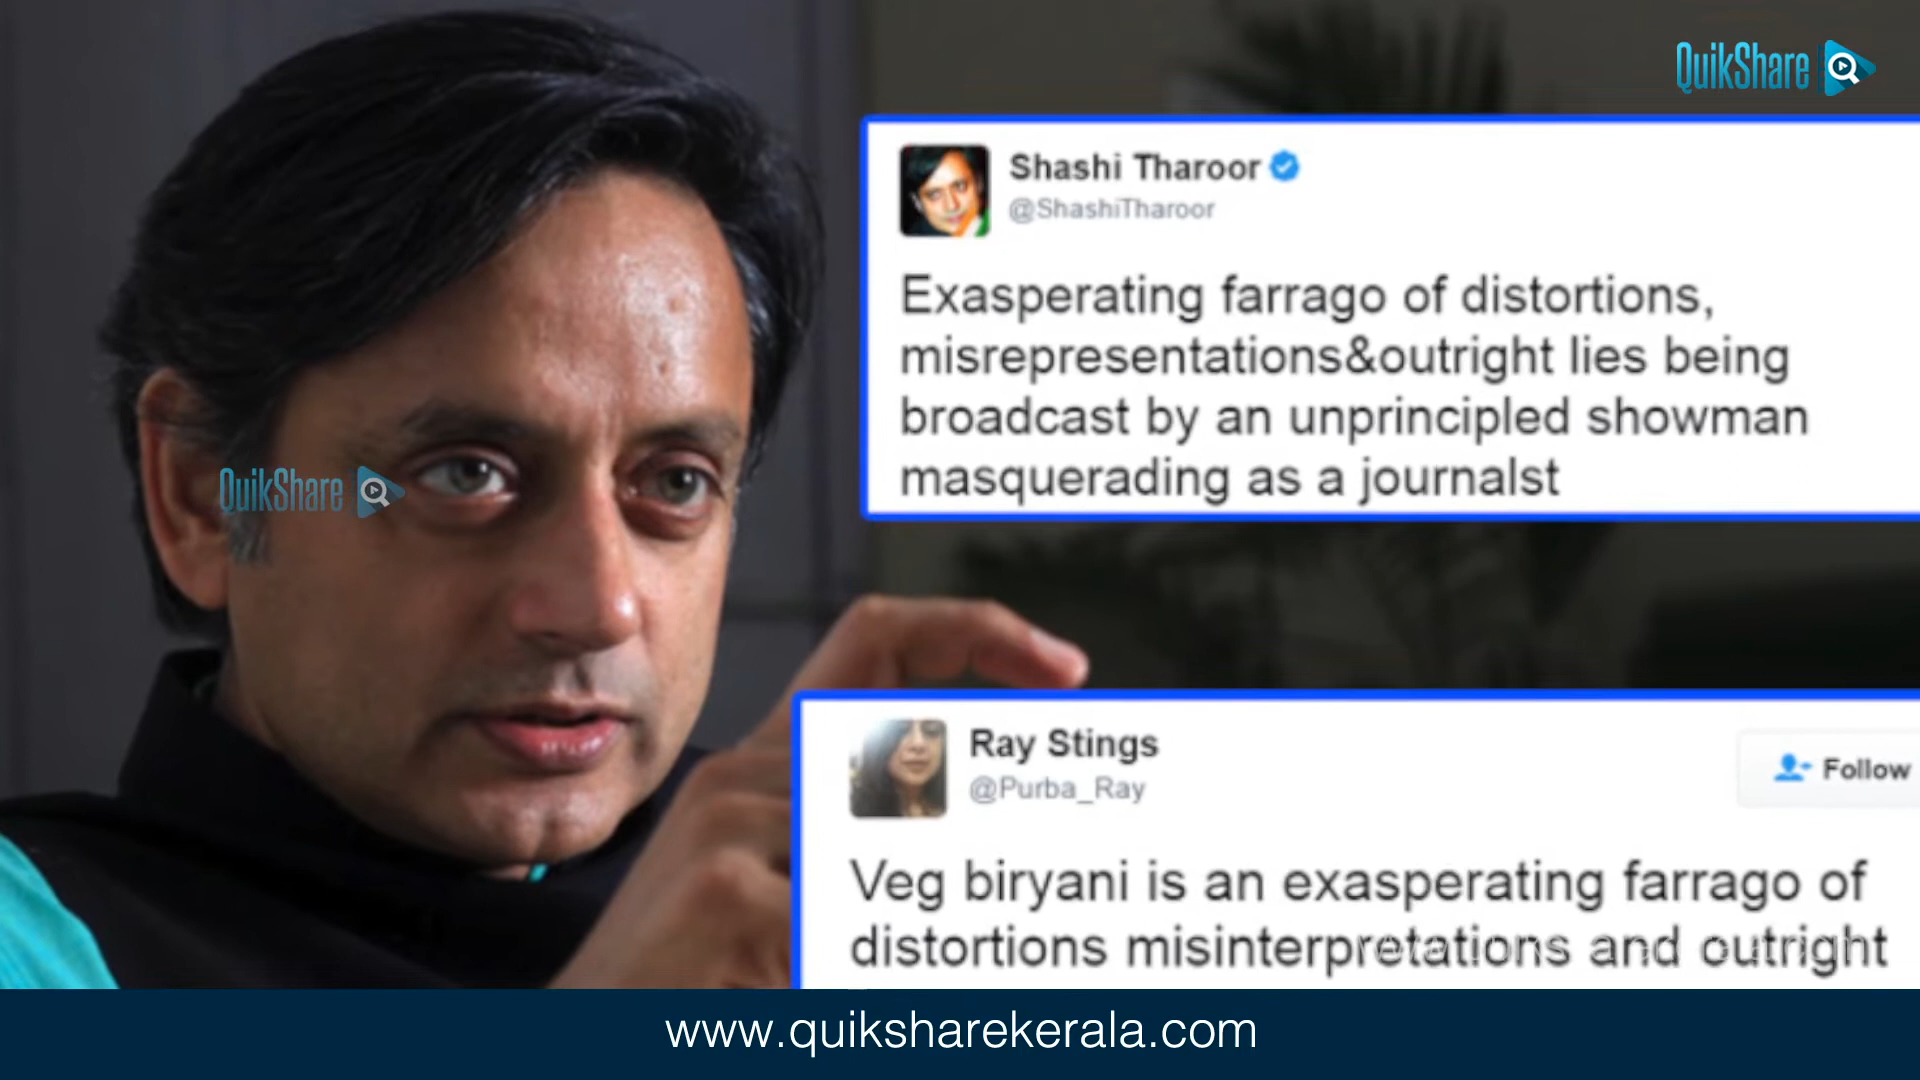 QuikShare
Shashi Tharoor
@ShashiTharoor
Exasperating farrago of distortions,
misrepresentations&outright lies being
broadcast by an unprincipled showman
masquerading as a journalst
QuikShare
Ray Stings
@Purba_Ray
Follow
Veg biryani is an exasperating farrago of
distortions misinterpretations and outright
www.quiksharekerala.com